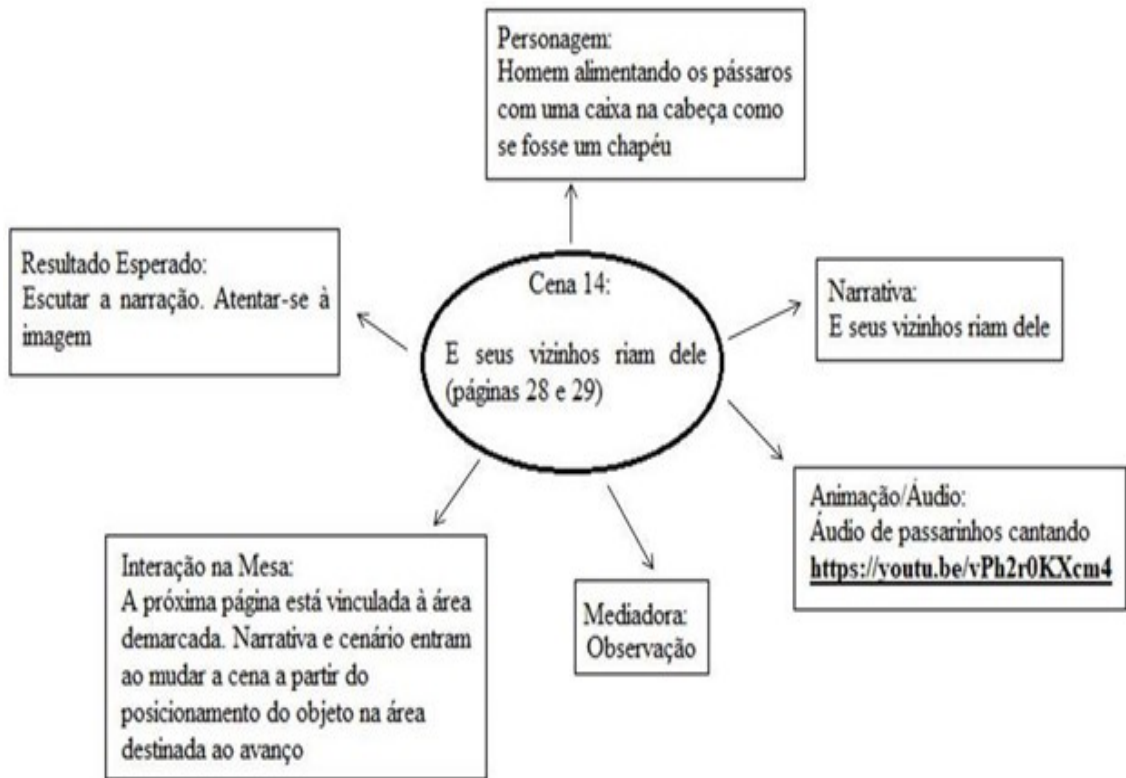 Personagem:
Homem alimentando os pássaros
com uma caixa na cabeça como
se fosse um chapéu
Resultado Esperado:
Escutar a narração. Atentar-se à
imagem
Cena 14:
E seus vizinhos riam dele
(páginas 28 e 29)
Narrativa:
E seus vizinhos riam dele
Animação/Áudio:
Áudio de passarinhos cantando
https://youtu.be/vPh2r0KXcm4
Interação na Mesa:
A próxima página está vinculada à área
demarcada. Narrativa e cenário entram
ao mudar a cena a partir do
posicionamento do objeto na área
destinada ao avanço
Mediadora:
Observação